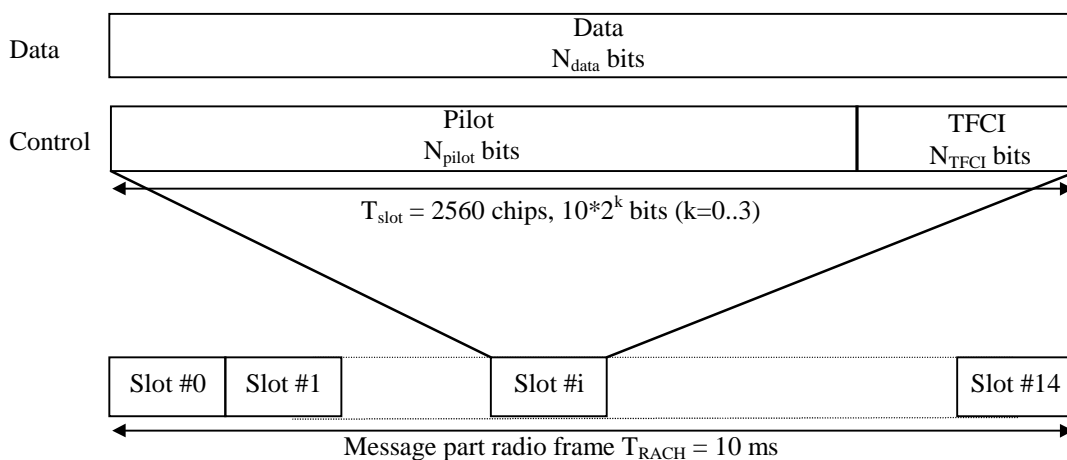 Data
Data
N_data bits
Control
Pilot
N_pilot bits
TFCI
N_TFCI bits
T_slot = 2560 chips, 10*2^k bits (k=0..3)
Slot #0 Slot #1 Slot #i Slot #14
Message part radio frame T_RACH = 10 ms